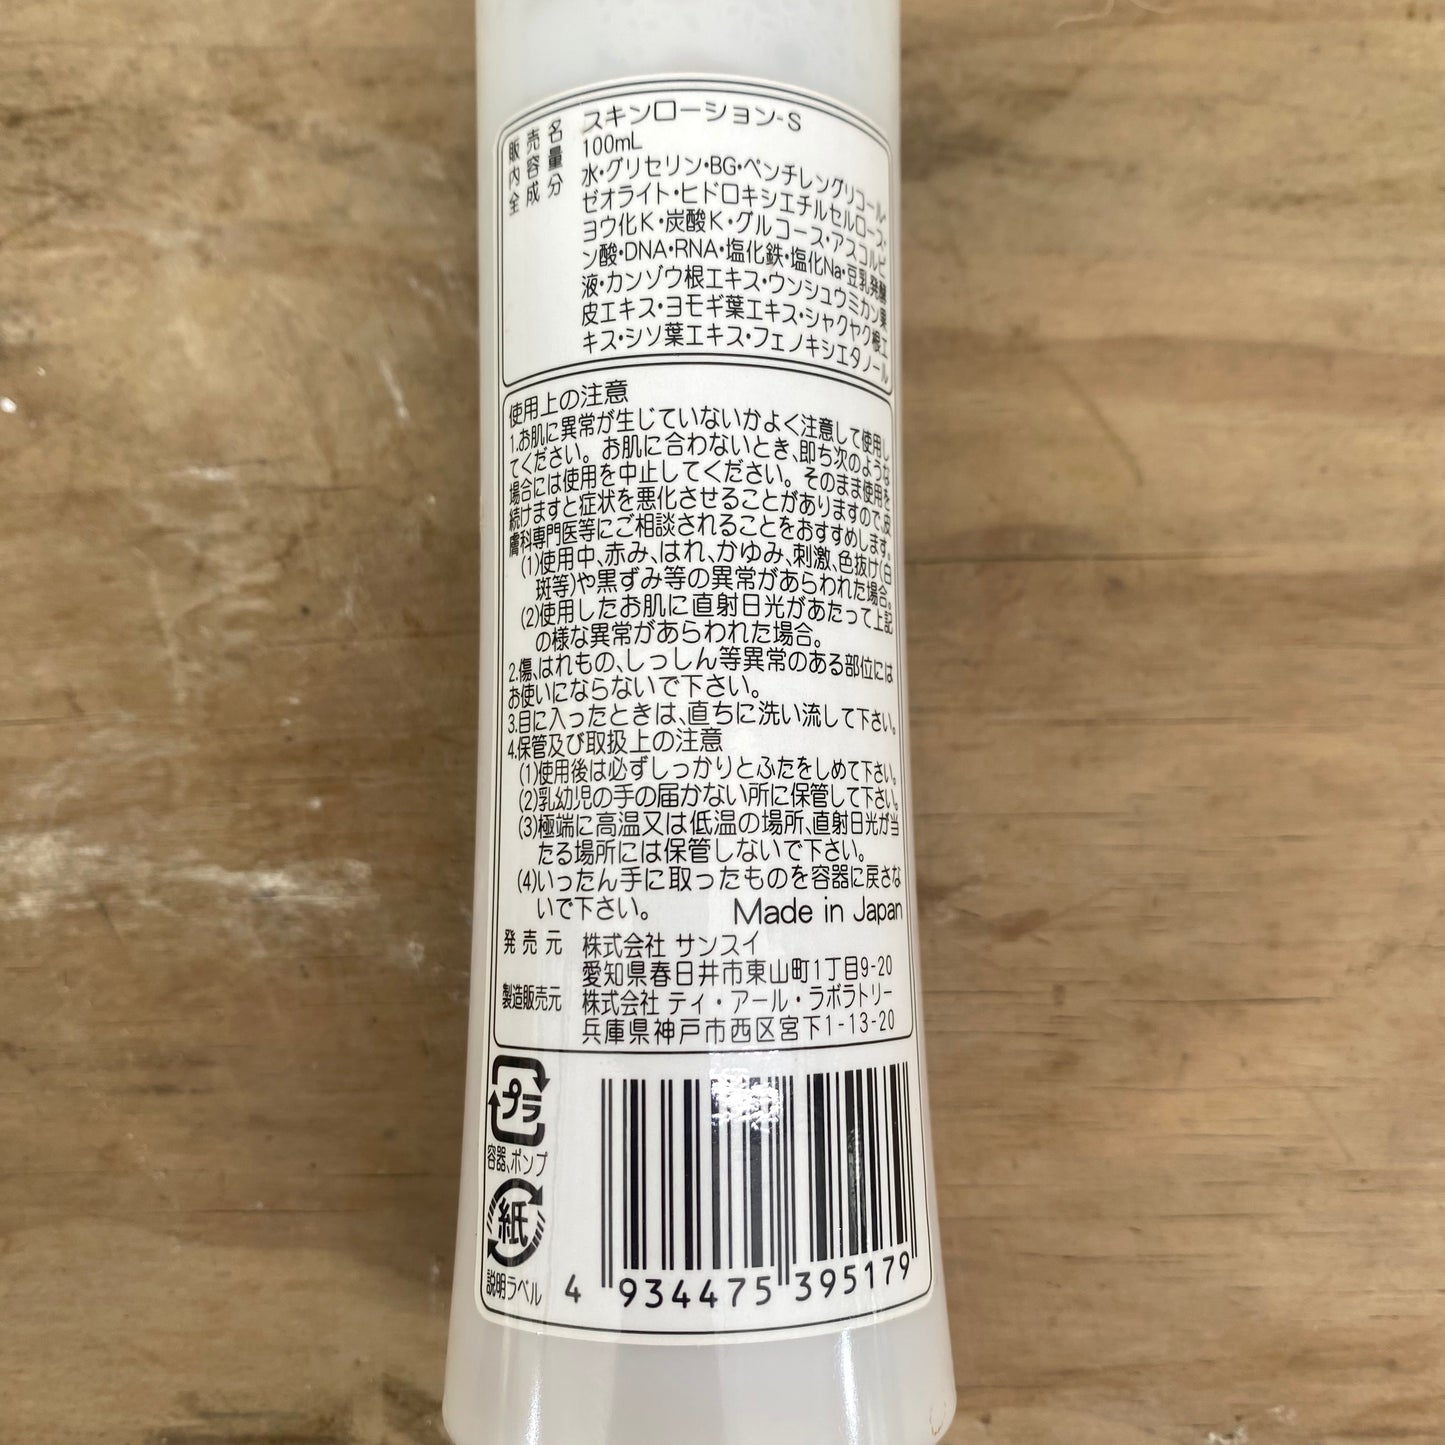 販売名 スキンローション-S
内容量 100mL
全成分 水・グリセリン・BG・ペンチレングリコール・
ゼオライト・ヒドロキシエチルセルロース・
ヨウ化K・炭酸K・グルコース・アスコルビ
ン酸・DNA・RNA・塩化鉄・塩化Na・豆乳発酵
液・カンゾウ根エキス・ウンシュウミカン果
皮エキス・ヨモギ葉エキス・シャクヤク根エ
キス・シソ葉エキス・フェノキシエタノール
使用上の注意
1.お肌に異常が生じていないかよく注意して使用し
てください。お肌に合わないとき、即ち次のような
場合には使用を中止してください。そのまま使用を
続けますと症状を悪化させることがありますので、皮
膚科専門医等にご相談されることをおすすめします。
(1)使用中、赤み、はれ、かゆみ、刺激、色抜け(白
斑等)や黒ずみ等の異常があらわれた場合。
(2)使用したお肌に直射日光があたって上記
の様な異常があらわれた場合。
2.傷、はれもの、しっしん等異常のある部位には
お使いにならないで下さい。
3.目に入ったときは、直ちに洗い流して下さい。
4.保管及び取扱上の注意
(1)使用後は必ずしっかりとふたをしめて下さい。
(2)乳幼児の手の届かない所に保管して下さい。
(3)極端に高温又は低温の場所、直射日光が当
たる場所には保管しないで下さい。
(4)いったん手に取ったものを容器に戻さな
いで下さい。 Made in Japan
発売元 株式会社 サンスイ
愛知県春日井市東山町1丁目9-20
製造販売元 株式会社 ティ・アール・ラボラトリー
兵庫県神戸市西区宮下1-13-20
プラ
容器、ポンプ
紙
説明ラベル
4 934475 395179